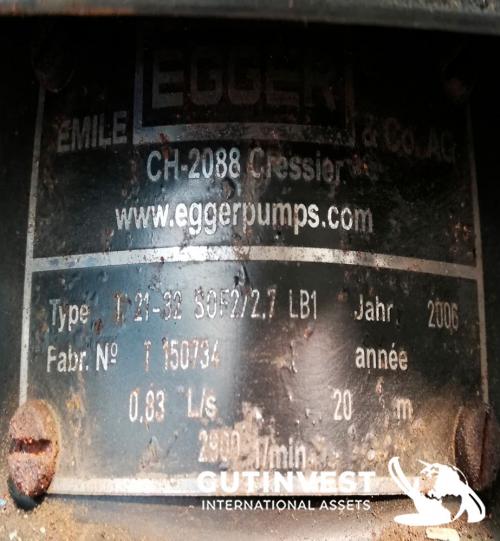 EGGER
EMILE & Co. AG
CH-2088 Cressier
www.eggerpumps.com
Type T 21-32 SOF2/2,7 LB1 Jahr 2006
Fabr. Nº T 150734 année
0,83 L/s 20 m
1/min
GUTINVEST
INTERNATIONAL ASSETS